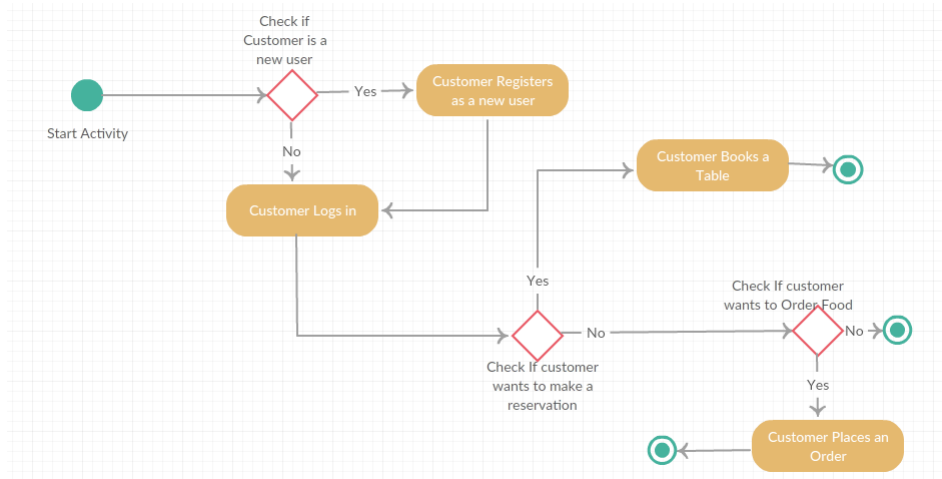 Check if
Customer is a
new user
Yes
Customer Registers
as a new user
Start Activity
No
Customer Logs in
Customer Books a
Table
Yes
Check If customer
wants to Order Food
No
No
Check If customer
wants to make a
reservation
Yes
Customer Places an
Order